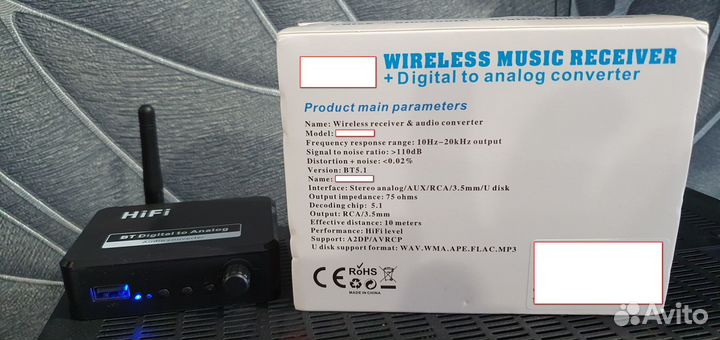 WIRELESS MUSIC RECEIVER
+Digital to analog converter
Product main parameters
Name: Wireless receiver & audio converter
Model:
Frequency response range: 10Hz-20kHz output
Signal to noise ratio: >110dB
Distortion + noise: <0.02%
Version: BT5.1
Name:
Interface: Stereo analog/AUX/RCA/3.5mm/U disk
Output impedance: 75 ohms
Decoding chip: 5.1
Output: RCA/3.5mm
Effective distance: 10 meters
Performance: HiFi level
Support: A2DP/AVRCP
U disk support format: WAV.WMA.APE.FLAC.MP3
CE RoHS
MADE IN CHINA
HiFi
BT Digital to Analog
Audio converter
Avito